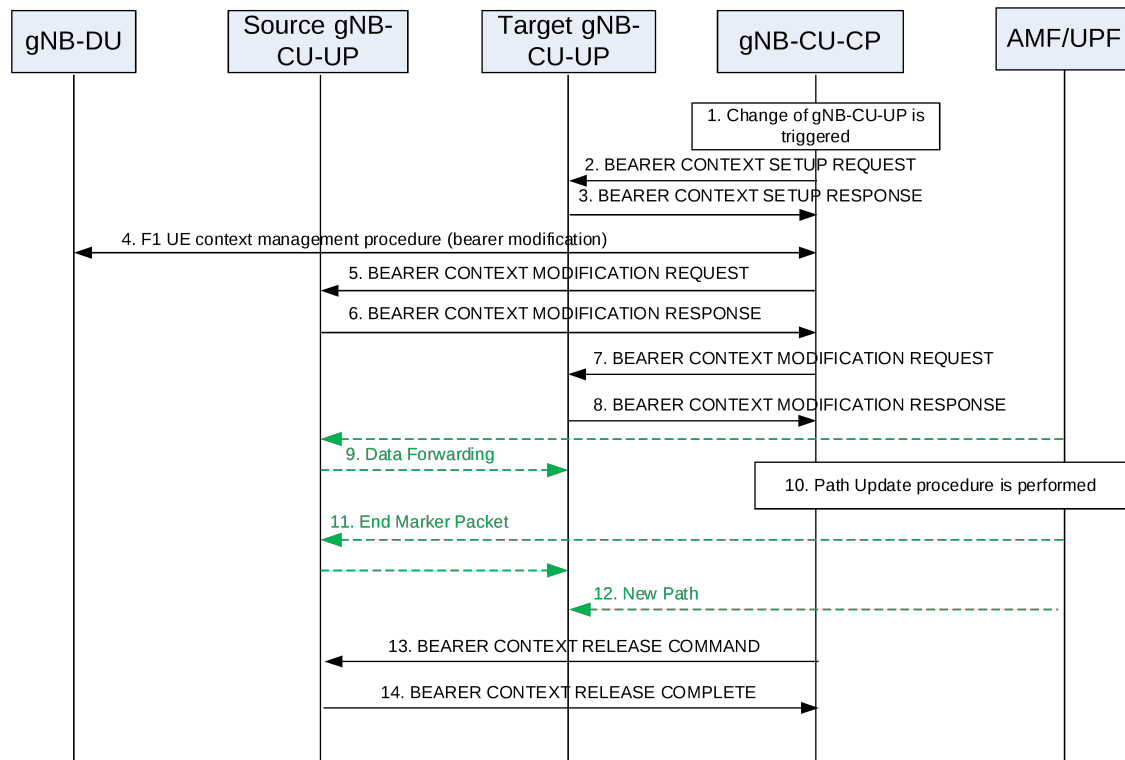 gNB-DU
Source gNB-
CU-UP
Target gNB-
CU-UP
gNB-CU-CP
AMF/UPF
1. Change of gNB-CU-UP is
triggered
2. BEARER CONTEXT SETUP REQUEST
3. BEARER CONTEXT SETUP RESPONSE
4. F1 UE context management procedure (bearer modification)
5. BEARER CONTEXT MODIFICATION REQUEST
6. BEARER CONTEXT MODIFICATION RESPONSE
7. BEARER CONTEXT MODIFICATION REQUEST
8. BEARER CONTEXT MODIFICATION RESPONSE
9. Data Forwarding
10. Path Update procedure is performed
11. End Marker Packet
12. New Path
13. BEARER CONTEXT RELEASE COMMAND
14. BEARER CONTEXT RELEASE COMPLETE